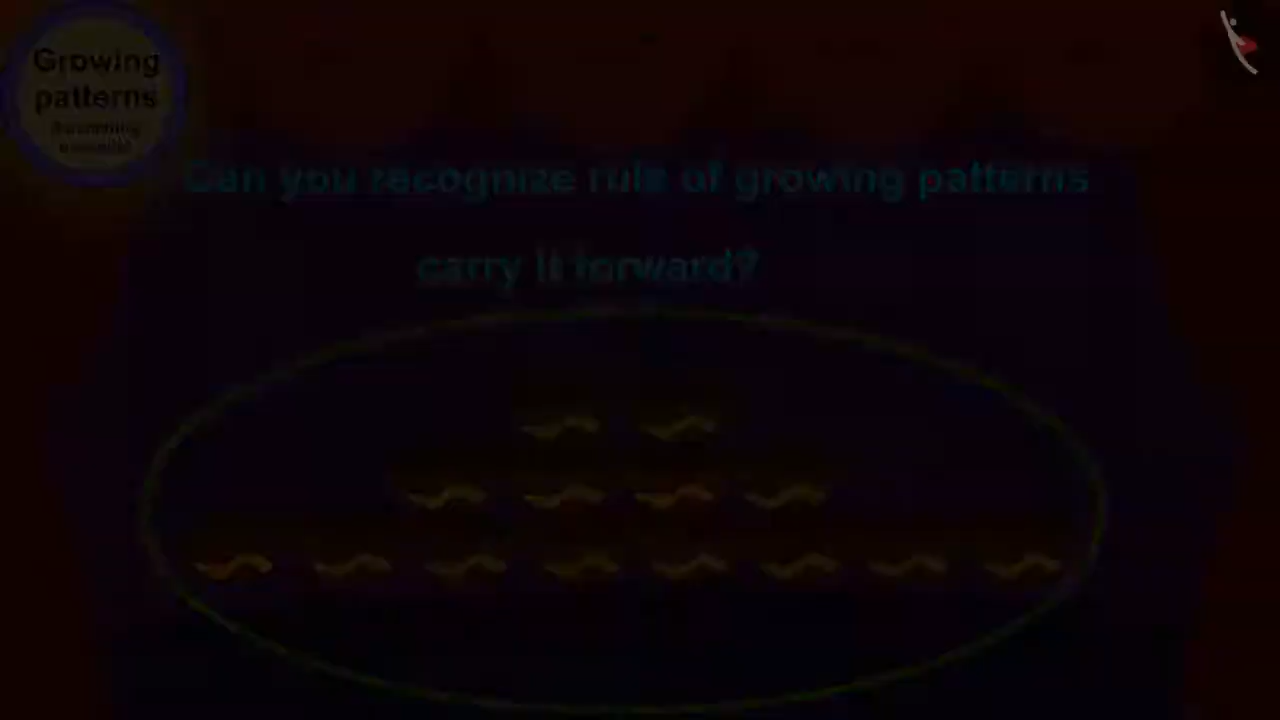 Growing
patterns
Can you recognize rule of growing patterns
carry it forward?